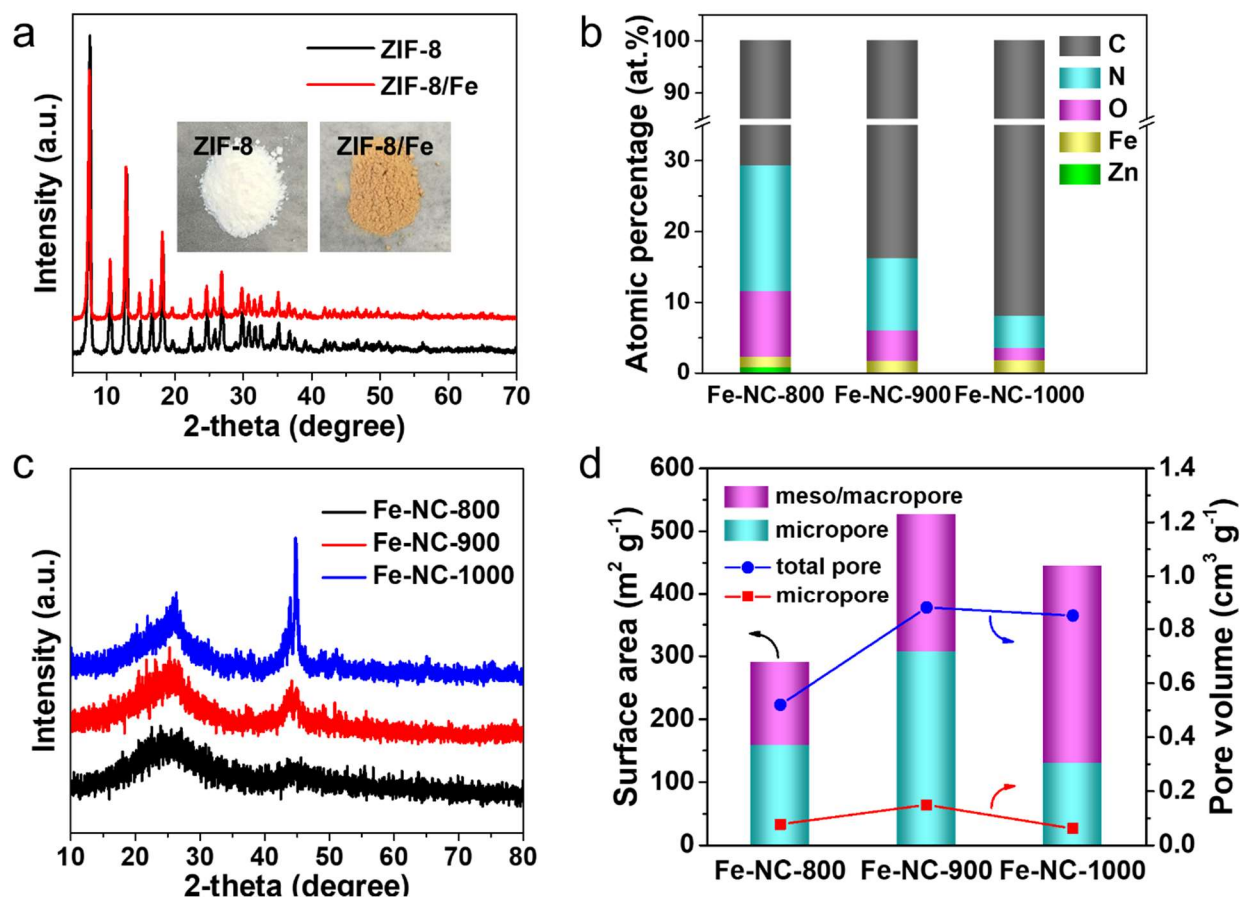 a
ZIF-8
ZIF-8/Fe
ZIF-8
ZIF-8/Fe
Intensity (a.u.)
10 20 30 40 50 60 70
2-theta (degree)
b
Atomic percentage (at.%)
100
90
30
20
10
0
C
N
O
Fe
Zn
Fe-NC-800 Fe-NC-900 Fe-NC-1000
c
Fe-NC-800
Fe-NC-900
Fe-NC-1000
Intensity (a.u.)
10 20 30 40 50 60 70 80
2-theta (degree)
d
Surface area (m² g⁻¹)
600
500
400
300
200
100
0
meso/macropore
micropore
total pore
micropore
1.4
1.2
1.0
0.8
0.6
0.4
0.2
0.0
Pore volume (cm³ g⁻¹)
Fe-NC-800 Fe-NC-900 Fe-NC-1000